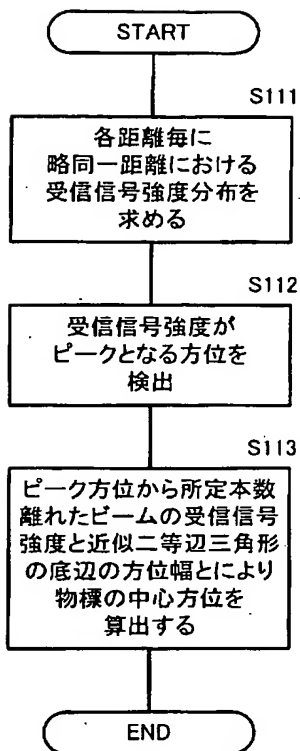 START
S111
各距離毎に
略同一距離における
受信信号強度分布を
求める
S112
受信信号強度が
ピークとなる方位を
検出
S113
ピーク方位から所定本数
離れたビームの受信信号
強度と近似二等辺三角形
の底辺の方位幅とにより
物標の中心方位を
算出する
END